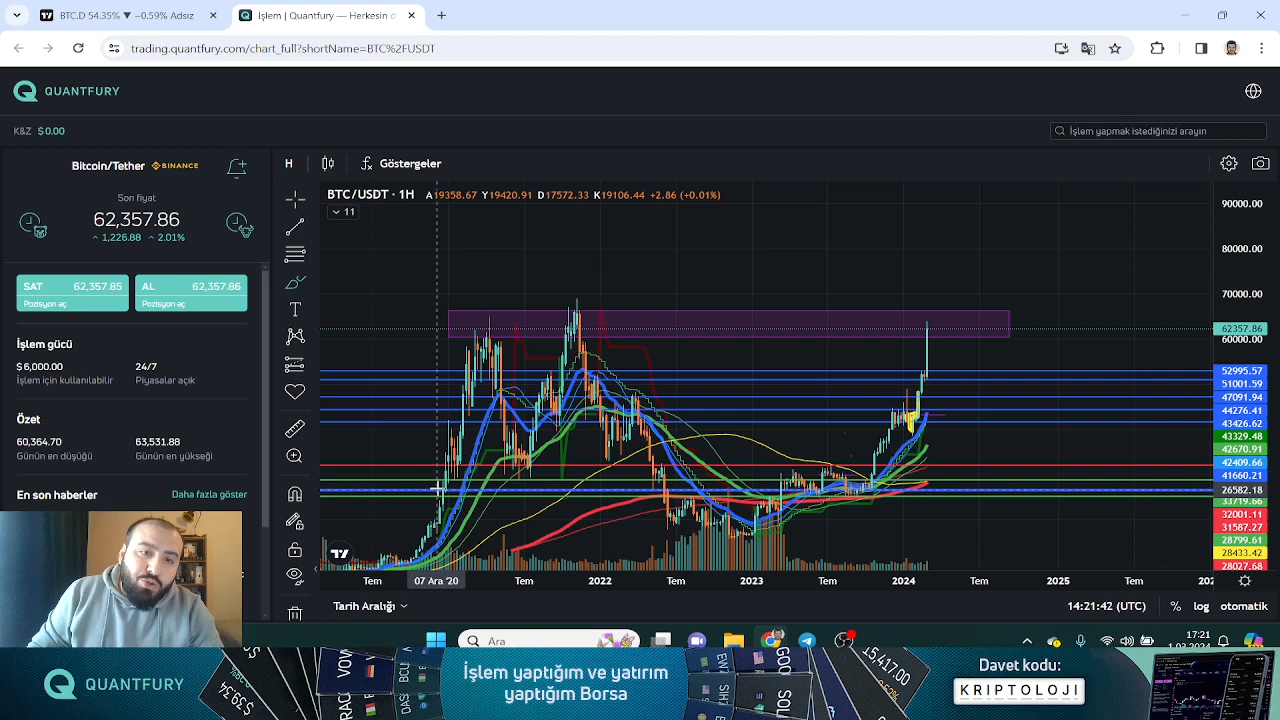 BTC.D 54.35% ▼ −0.59% Adsız
İşlem | Quantfury — Herkesin d
trading.quantfury.com/chart_full?shortName=BTC%2FUSDT
QUANTFURY
K&Z $ 0.00
İşlem yapmak istediğinizi arayın
Bitcoin/Tether BINANCE
Son fiyat
62,357.86
1,226.88 2.01%
SAT 62,357.85
Pozisyon aç
AL 62,357.86
Pozisyon aç
İşlem gücü
$ 6,000.00
İşlem için kullanılabilir
24/7
Piyasalar açık
Özet
60,364.70
Günün en düşüğü
63,531.88
Günün en yükseği
En son haber
H
Göstergeler
BTC/USDT · 1H A19358.67 Y19420.91 D17572.33 K19106.44 +2.86 (+0.01%)
11
90000.00
80000.00
70000.00
62357.86
60000.00
52995.57
51001.59
47091.94
44276.41
43426.62
43329.48
42670.91
42409.66
41660.21
26892.18
32001.11
31587.27
28799.61
28433.42
28027.68
Tem
07 Ara '20
Tem
2022
Tem
2023
Tem
2024
Tem
2025
Tem
Tarih Aralığı
14:21:42 (UTC)
%
log
otomatik
Ara
17:21
QUANTFURY
İşlem yaptığım ve yatırım
yaptığım Borsa
Davet kodu:
KRIPTOLOJI